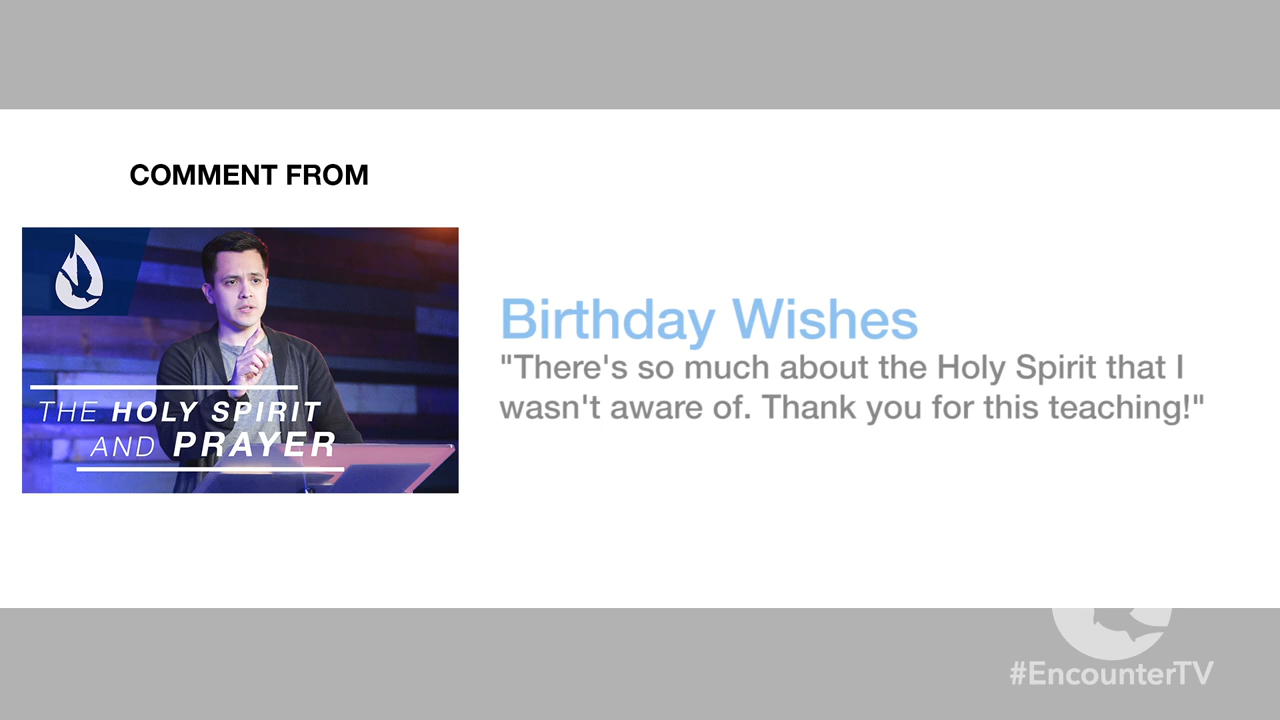 COMMENT FROM
THE HOLY SPIRIT
AND PRAYER
Birthday Wishes
"There's so much about the Holy Spirit that I
wasn't aware of. Thank you for this teaching!"
#EncounterTV